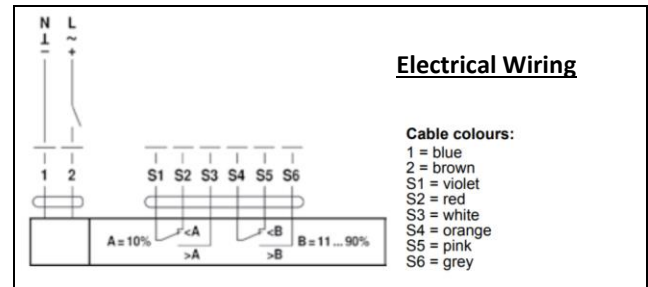 N L
⊥ ~
− +
Electrical Wiring
Cable colours:
1 = blue
2 = brown
S1 = violet
S2 = red
S3 = white
S4 = orange
S5 = pink
S6 = grey
1 2 S1 S2 S3 S4 S5 S6
A = 10% <A <B B = 11 ... 90%
>A >B